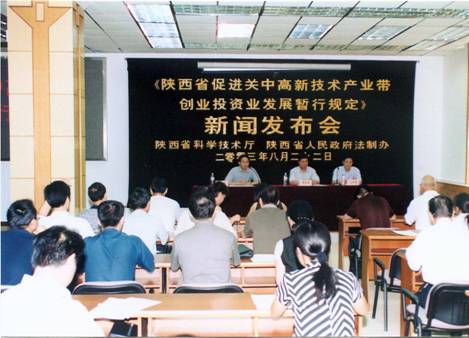 《陕西省促进关中高新技术产业带
创业投资业发展暂行规定》
新闻发布会
陕西省科学技术厅 陕西省人民政府法制办
二零零三年八月二十二日